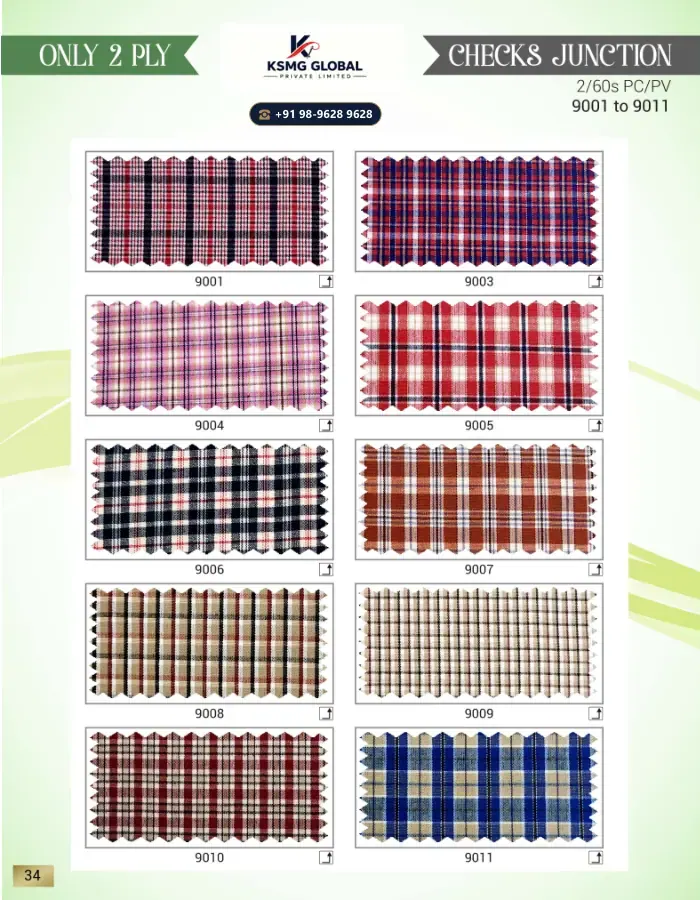 ONLY 2 PLY
KSMG GLOBAL
PRIVATE LIMITED
+91 98-9628 9628
CHECKS JUNCTION
2/60s PC/PV
9001 to 9011
9001
9003
9004
9005
9006
9007
9008
9009
9010
9011
34